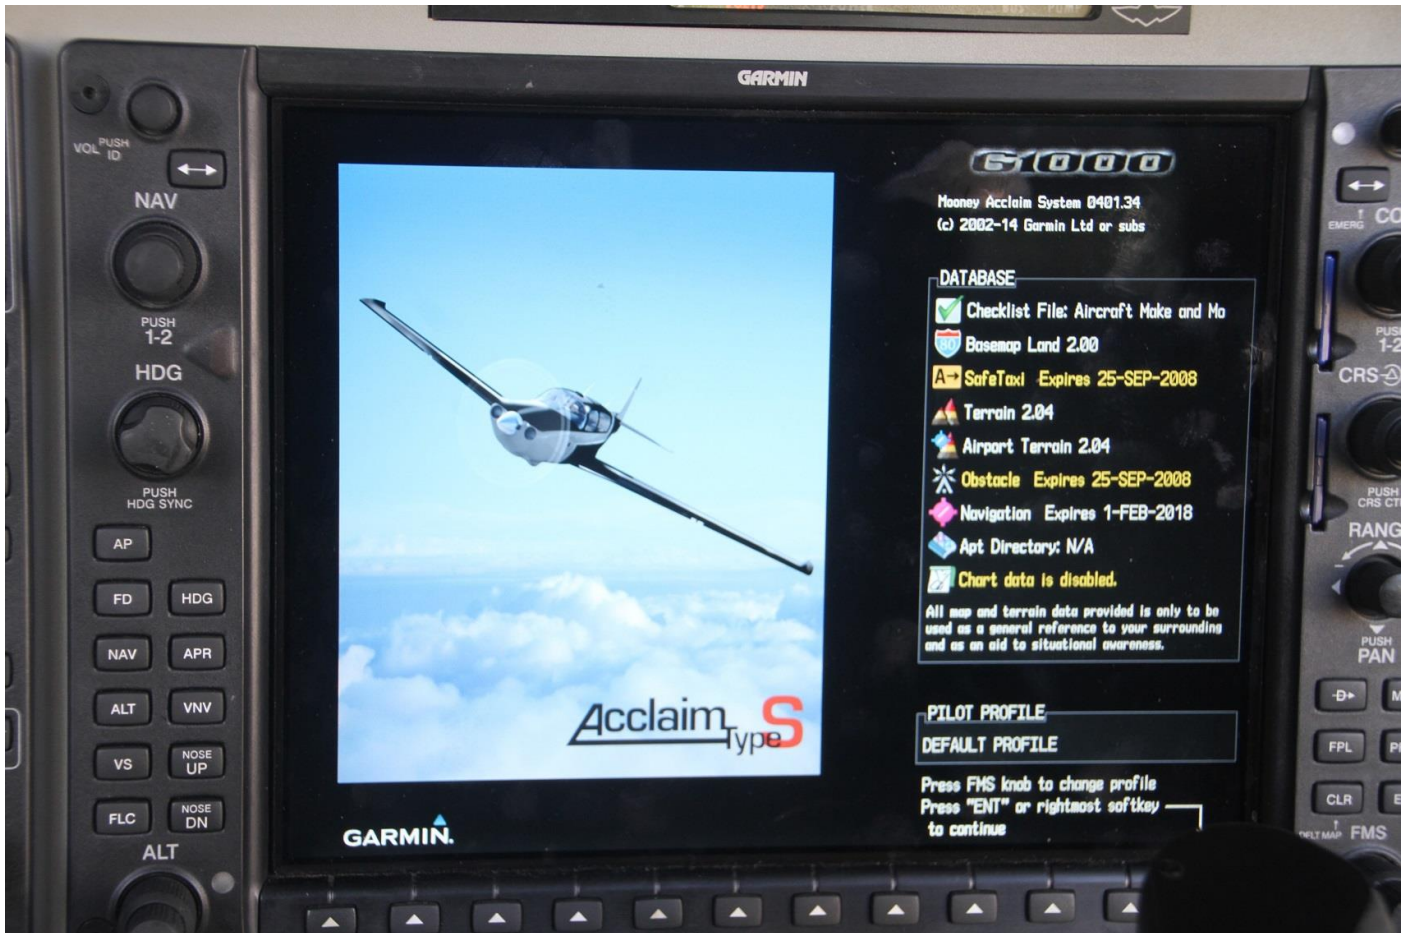 GARMIN
VOL PUSH
ID
NAV
PUSH
1-2
HDG
PUSH
HDG SYNC
AP
FD HDG
NAV APR
ALT VNV
VS NOSE UP
FLC NOSE DN
ALT
Acclaim
Type S
GARMIN.
G1000
Mooney Acclaim System 0401.34
(c) 2002-14 Garmin Ltd or subs
DATABASE
Checklist File: Aircraft Make and Mo
80
Basemap Land 2.00
A→ SafeTaxi Expires 25-SEP-2008
Terrain 2.04
Airport Terrain 2.04
Obstacle Expires 25-SEP-2008
Navigation Expires 1-FEB-2018
Apt Directory: N/A
Chart data is disabled.
All map and terrain data provided is only to be
used as a general reference to your surrounding
and as an aid to situational awareness.
PILOT PROFILE
DEFAULT PROFILE
Press FMS knob to change profile
Press "ENT" or rightmost softkey
to continue
EMERG CO
PUSH
1-2
CRS
PUSH
CRS CT
RANG
PUSH
PAN
D
FPL
CLR
DFLT MAP FMS